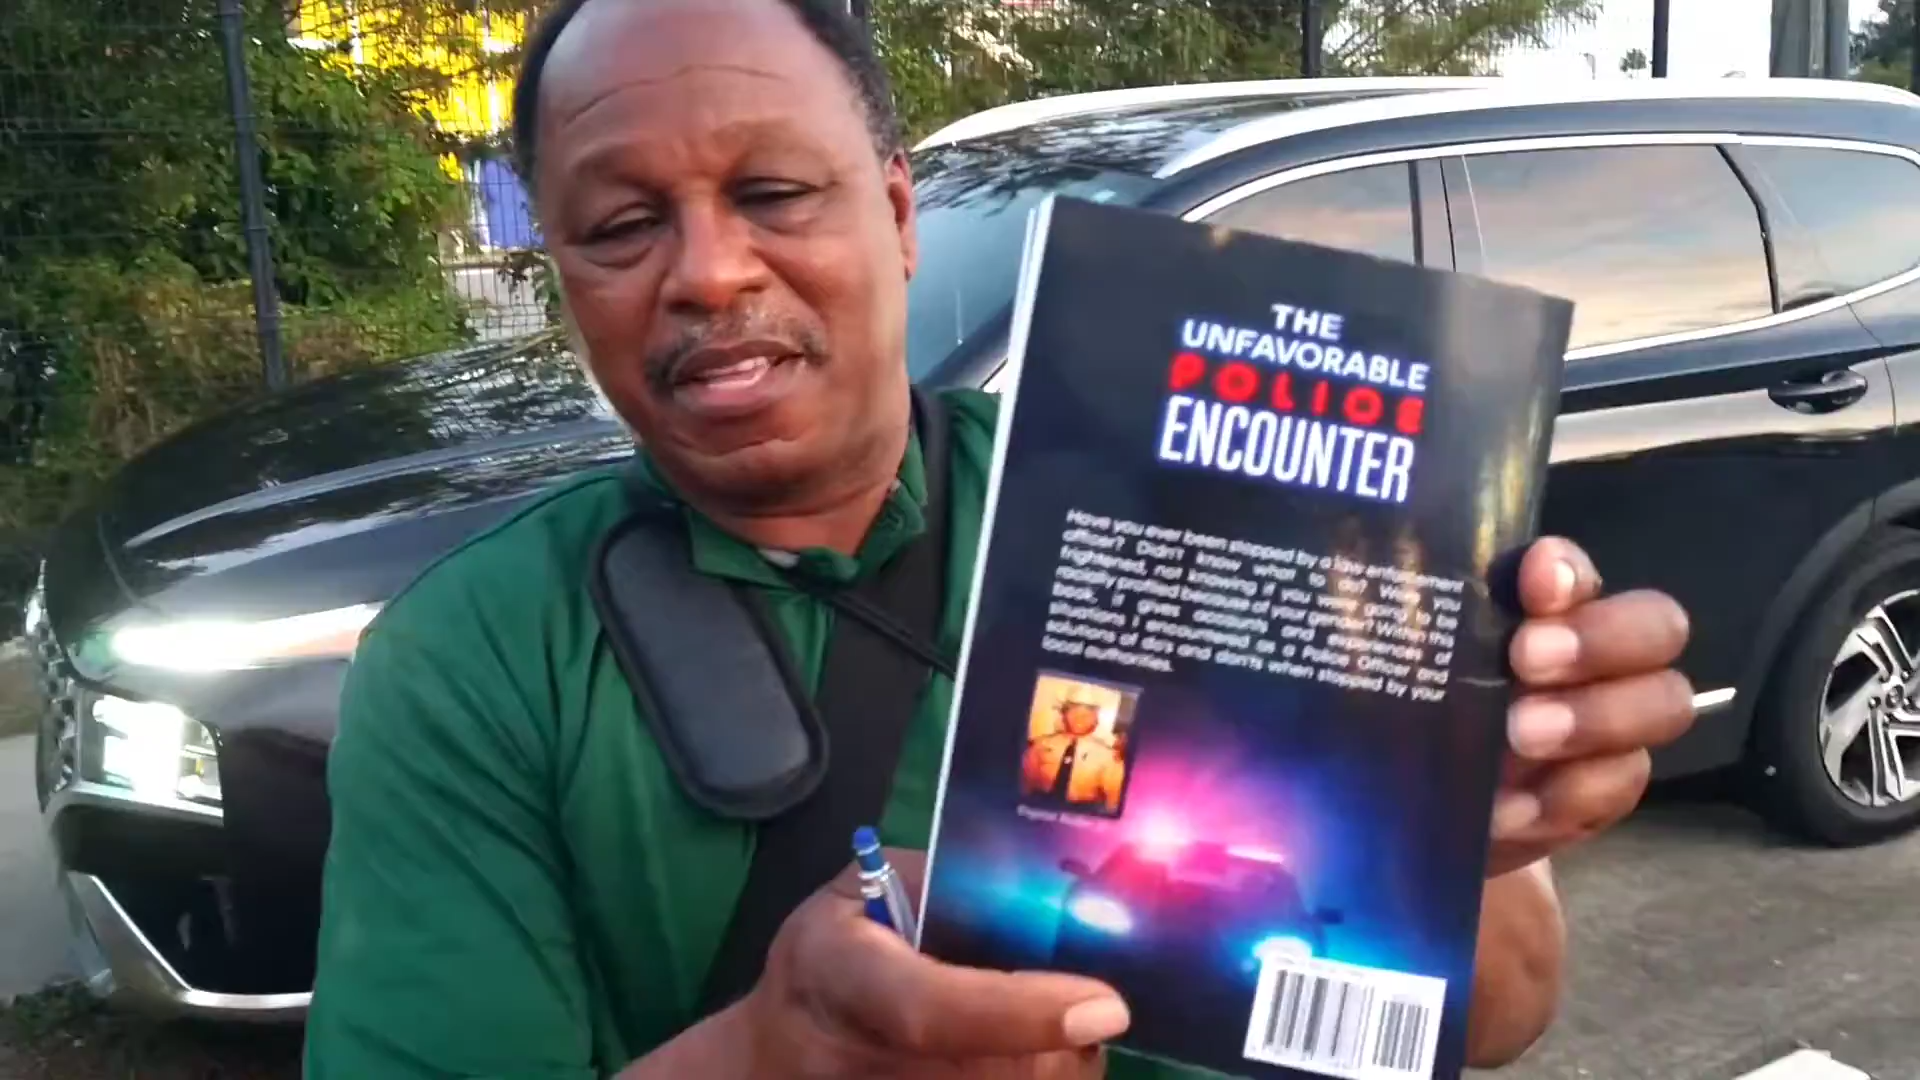 THE
UNFAVORABLE
POLICE
ENCOUNTER
Have you ever been stopped by a law enforcement
officer? Didn't know what to do? Were you
frightened, not knowing if you were going to be
racially profiled because of your gender? Within this
book, it gives accounts and experiences of
situations I encountered as a Police Officer and
solutions of do's and don'ts when stopped by your
local authorities.